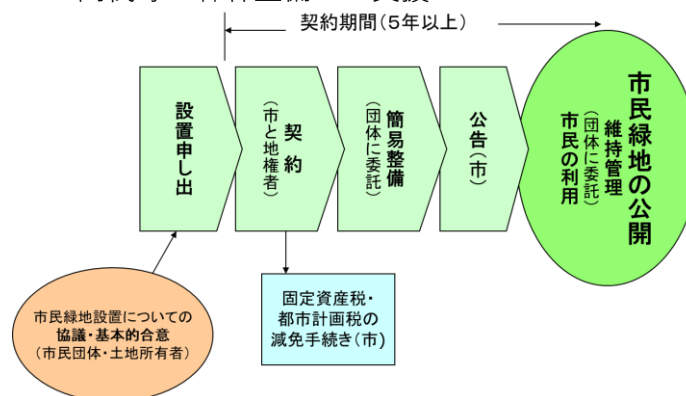 契約期間(5年以上)
設置申し出
契約
(市と地権者)
簡易整備
(団体に委託)
公告(市)
市民緑地の公開
維持管理
(団体に委託)
市民の利用
市民緑地設置についての
協議・基本的合意
(市民団体・土地所有者)
固定資産税・
都市計画税の
減免手続き(市)